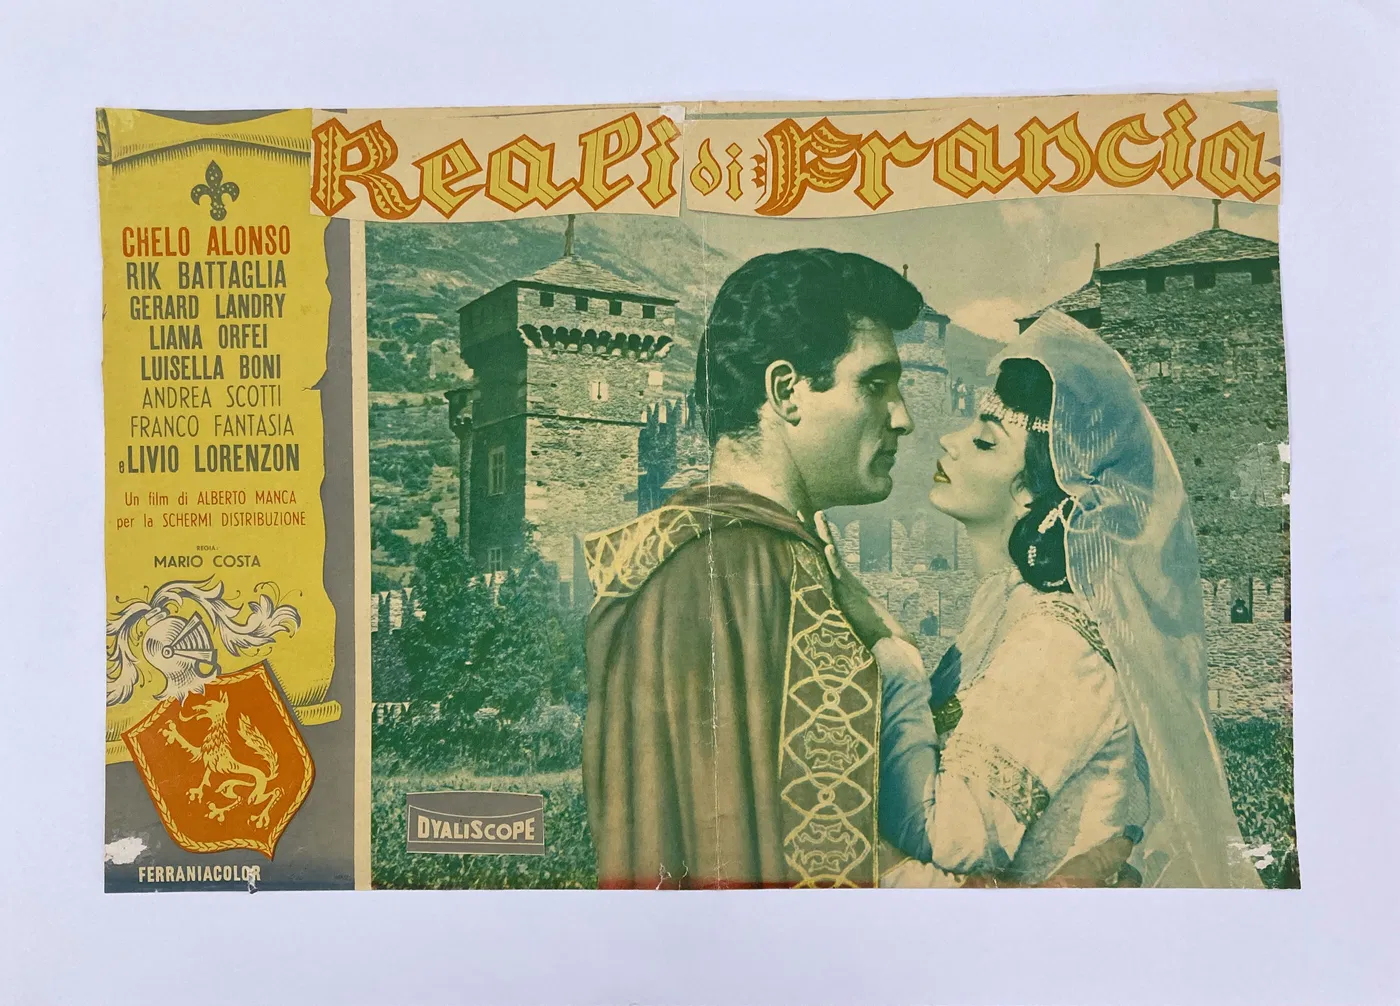 Reali di Francia
CHELO ALONSO
RIK BATTAGLIA
GERARD LANDRY
LIANA ORFEI
LUISELLA BONI
ANDREA SCOTTI
FRANCO FANTASIA
e LIVIO LORENZON
Un film di ALBERTO MANCA
per la SCHERMI DISTRIBUZIONE
REGIA:
MARIO COSTA
FERRANIACOLOR
DYALISCOPE